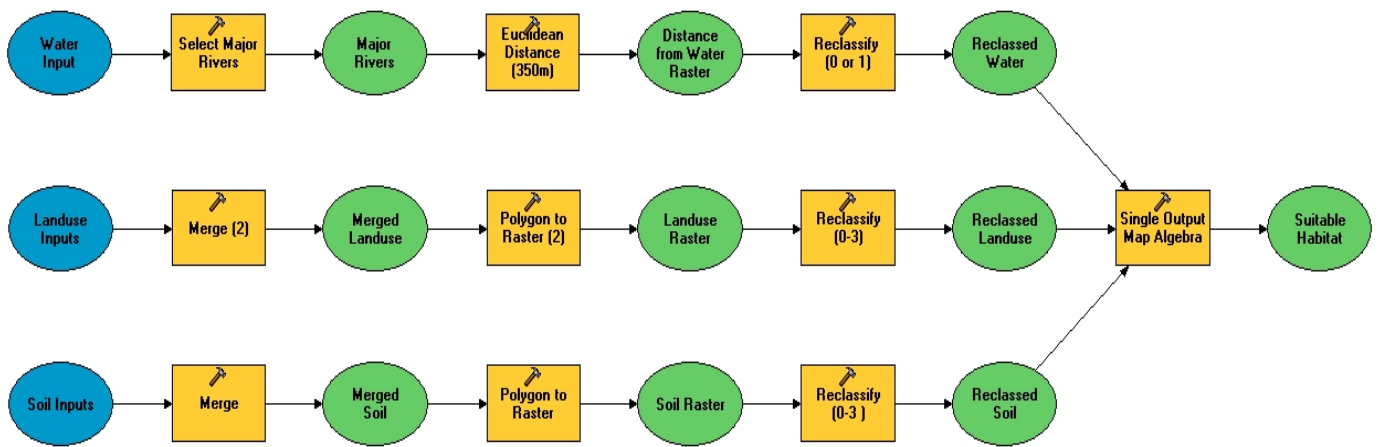 Water
Input
Select Major
Rivers
Major
Rivers
Euclidean
Distance
(350m)
Distance
from Water
Raster
Reclassify
(0 or 1)
Reclassed
Water
Landuse
Inputs
Merge (2)
Merged
Landuse
Polygon to
Raster (2)
Landuse
Raster
Reclassify
(0-3)
Reclassed
Landuse
Single Output
Map Algebra
Suitable
Habitat
Soil Inputs
Merge
Merged
Soil
Polygon to
Raster
Soil Raster
Reclassify
(0-3 )
Reclassed
Soil